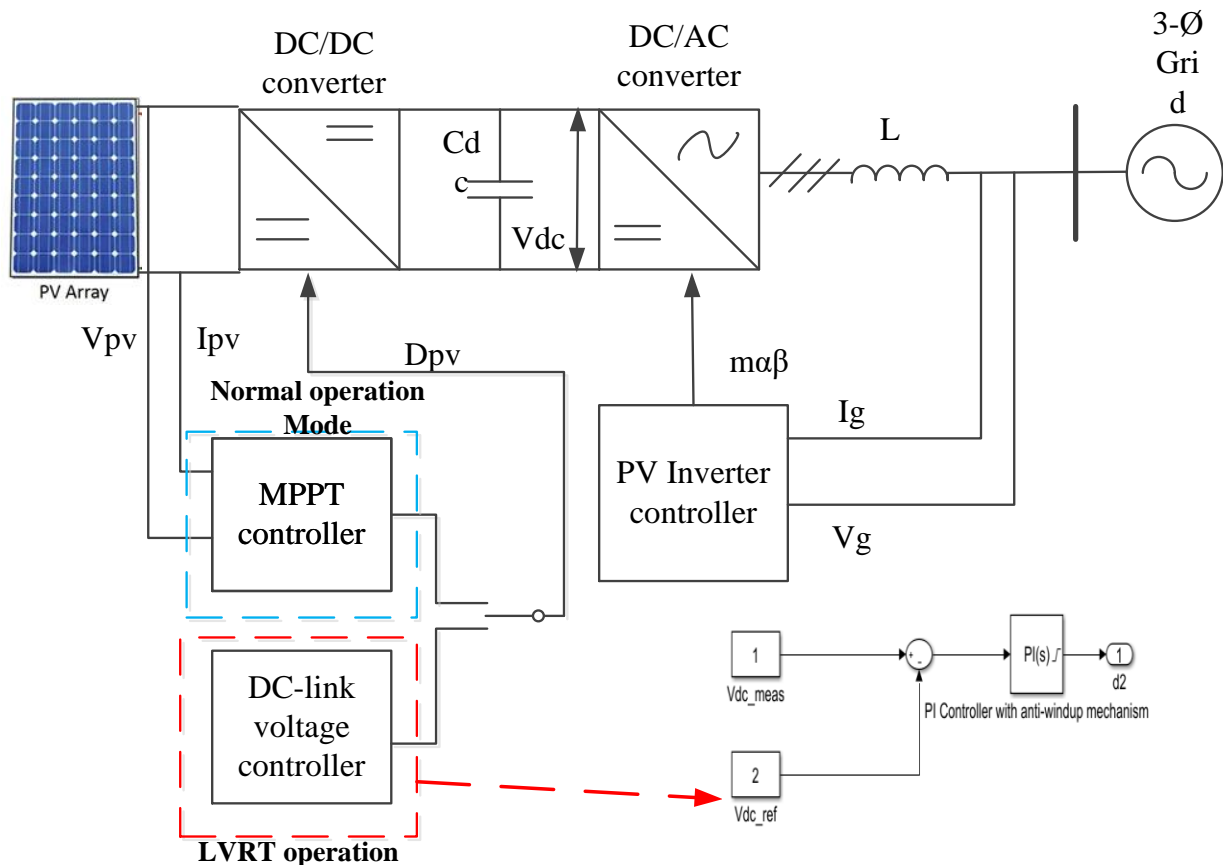 3-Ø
Gri
d
DC/DC
converter
DC/AC
converter
L
Cd
c
Vdc
PV Array
Vpv
Ipv
Dpv
mαβ
Normal operation
Mode
Ig
MPPT
controller
PV Inverter
controller
Vg
DC-link
voltage
controller
1
Vdc_meas
+
-
PI(s)
1
d2
PI Controller with anti-windup mechanism
2
Vdc_ref
LVRT operation